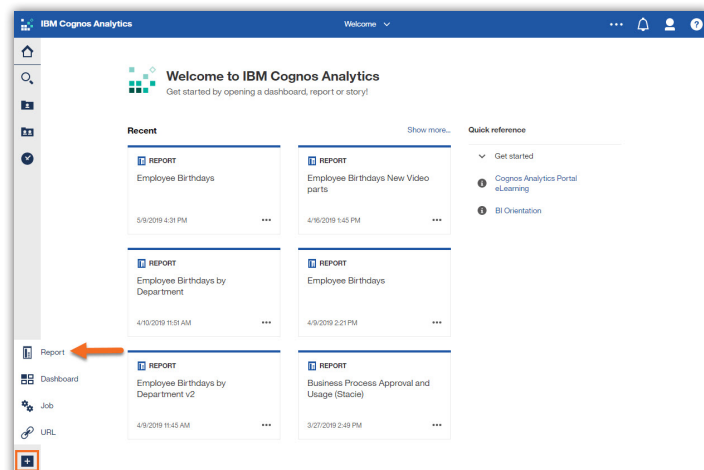 IBM Cognos Analytics
Welcome
?
Welcome to IBM Cognos Analytics
Get started by opening a dashboard, report or story!
Recent
Show more...
Quick reference
REPORT
Employee Birthdays
5/9/2019 4:31 PM
REPORT
Employee Birthdays New Video
parts
4/16/2019 1:45 PM
Get started
Cognos Analytics Portal
eLearning
BI Orientation
REPORT
Employee Birthdays by
Department
4/10/2019 11:51 AM
REPORT
Employee Birthdays
4/9/2019 2:21 PM
Report
Dashboard
Job
URL
REPORT
Employee Birthdays by
Department v2
4/9/2019 11:45 AM
REPORT
Business Process Approval and
Usage (Stacie)
3/27/2019 2:49 PM